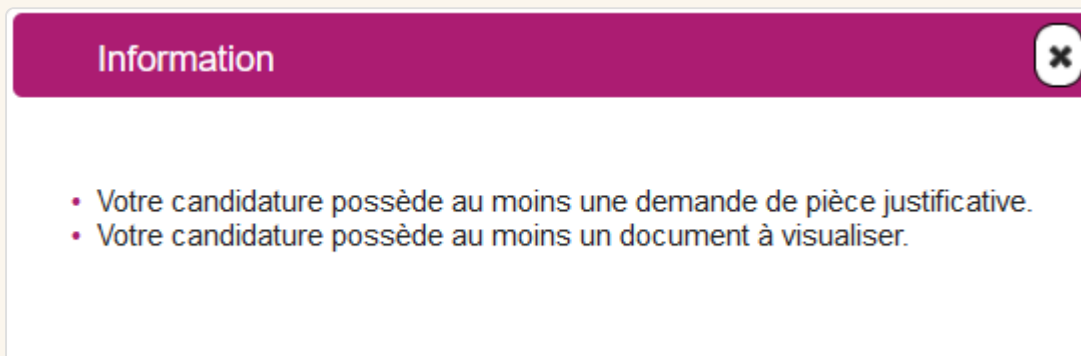 Information
• Votre candidature possède au moins une demande de pièce justificative.
• Votre candidature possède au moins un document à visualiser.